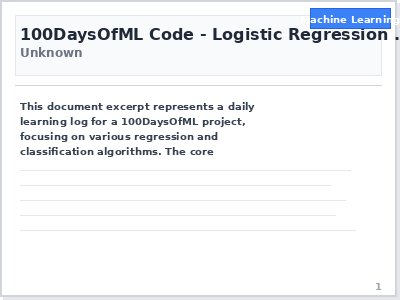 Machine Learning
100DaysOfML Code - Logistic Regression .
Unknown
This document excerpt represents a daily
learning log for a 100DaysOfML project,
focusing on various regression and
classification algorithms. The core
1